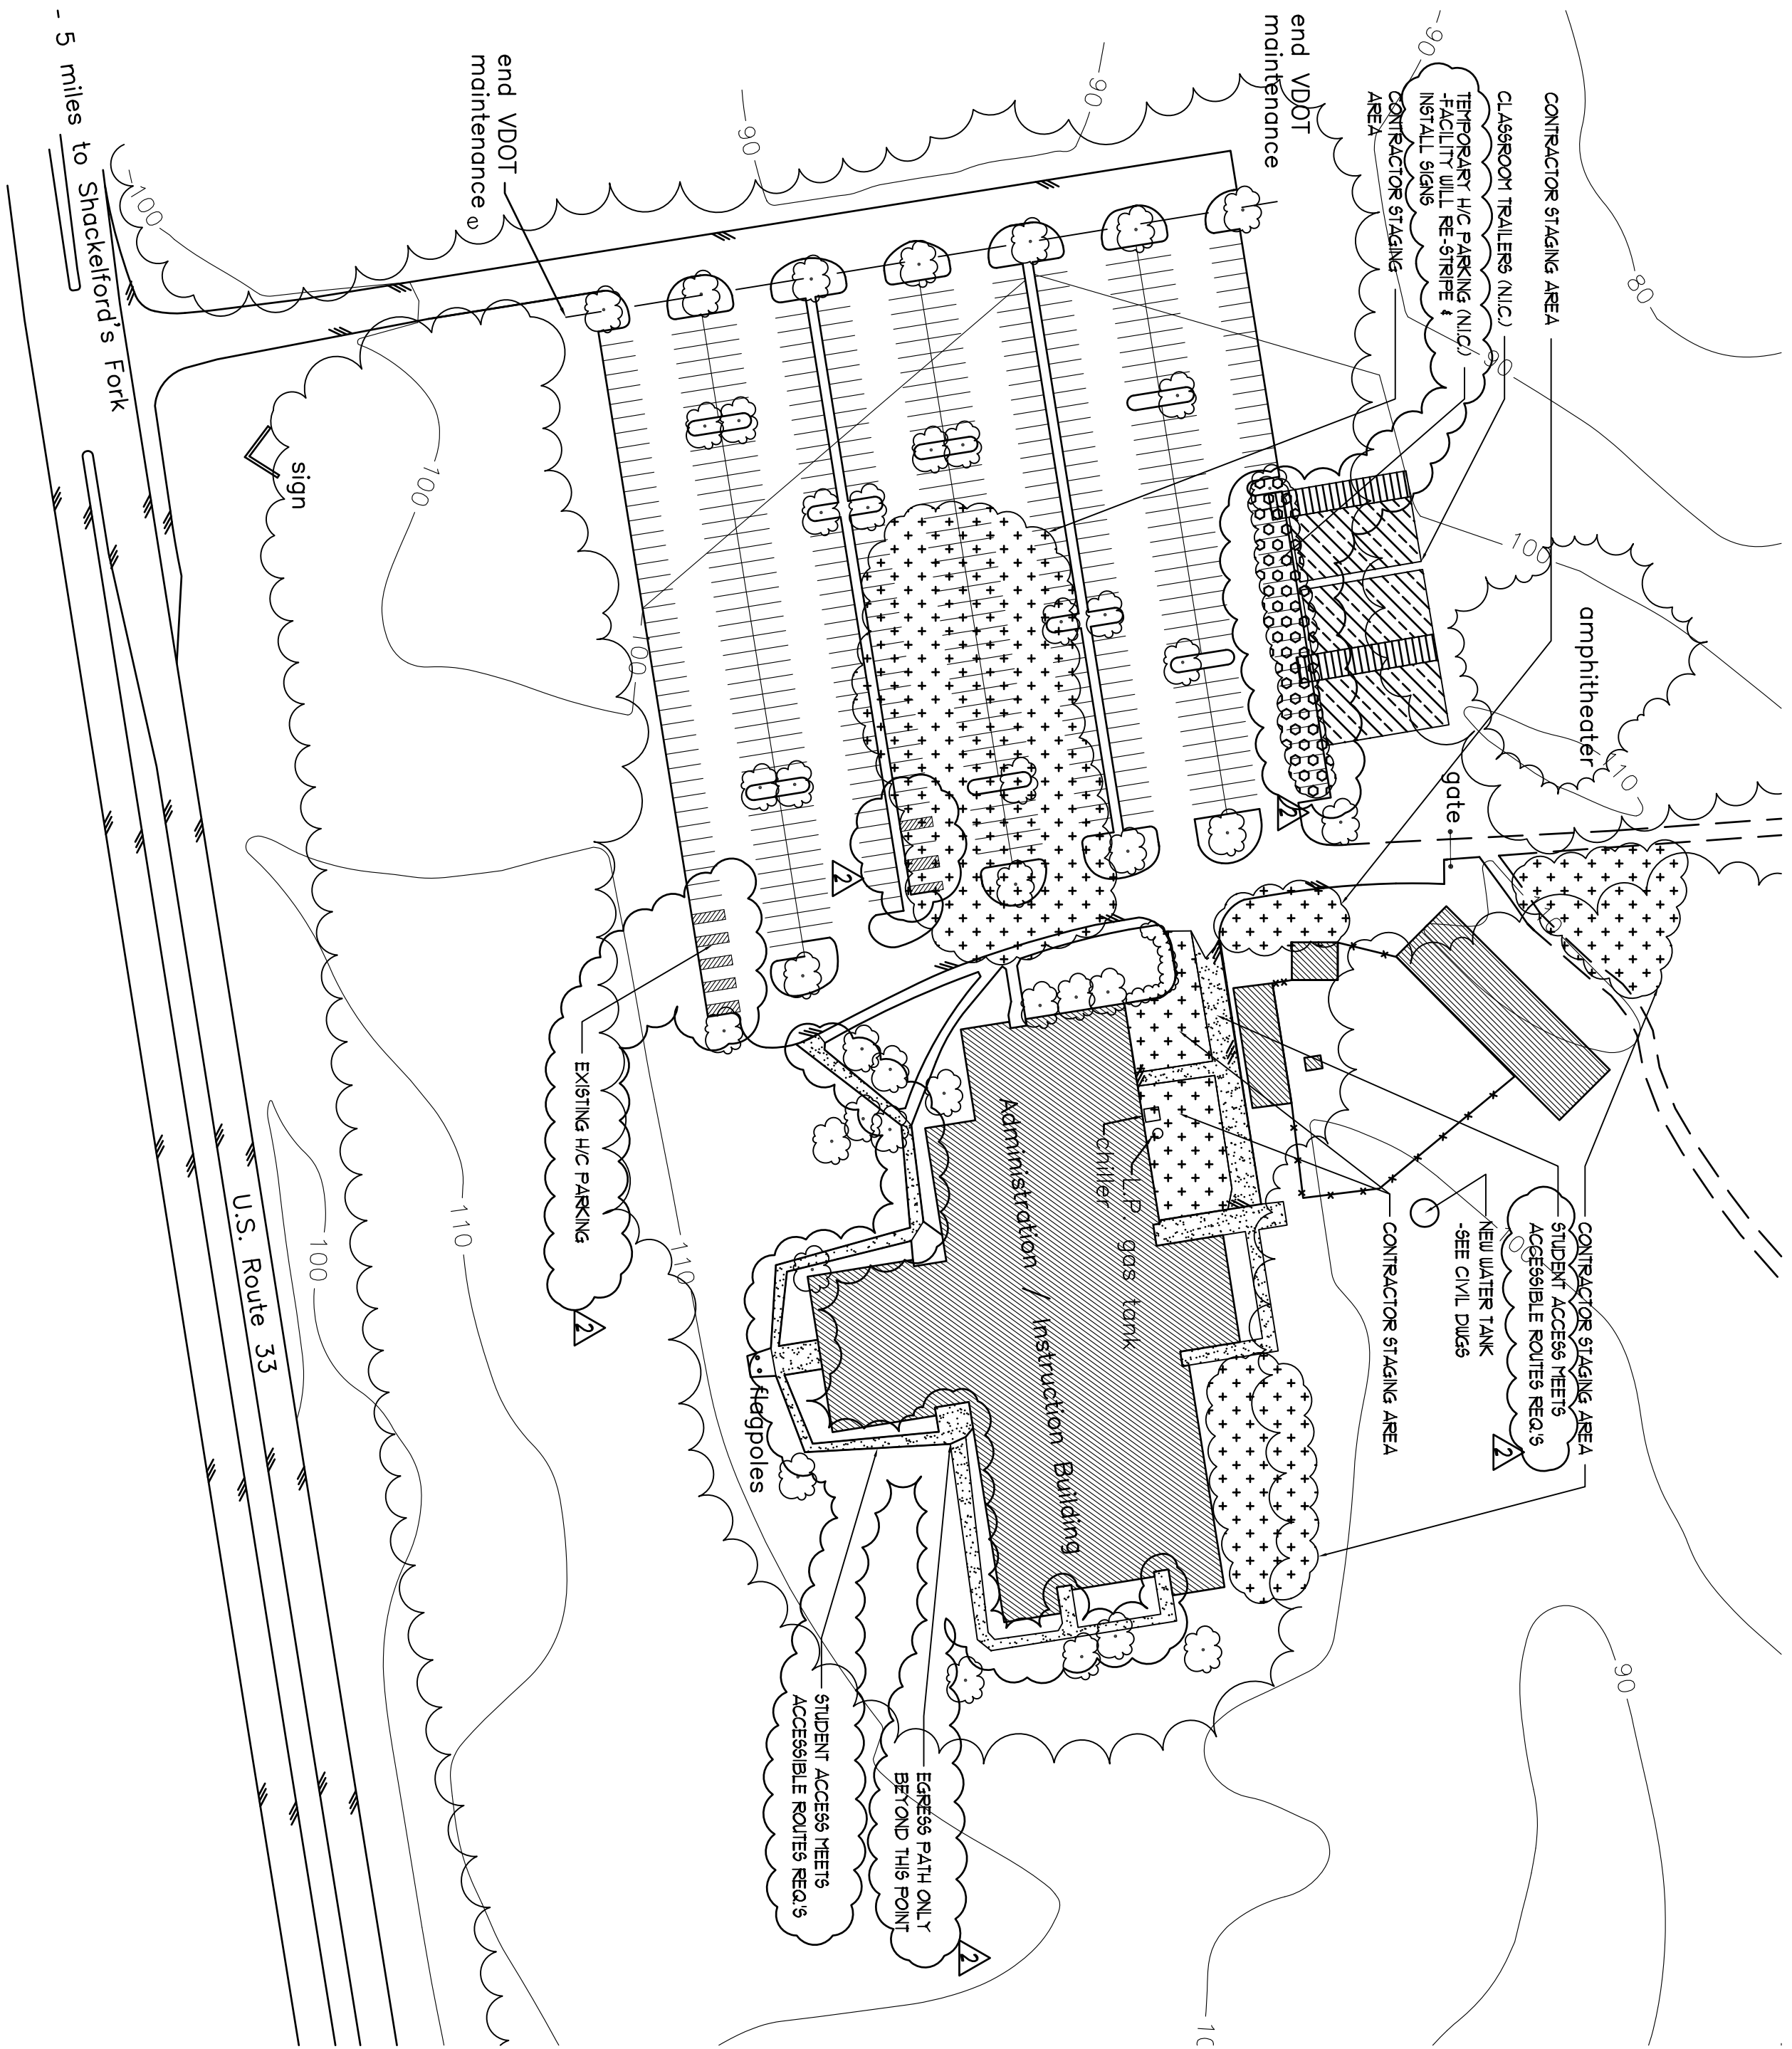 CONTRACTOR STAGING AREA
CLASSROOM TRAILERS (N.I.C.)
TEMPORARY H/C PARKING (N.I.C.)
-FACILITY WILL RE-STRIPE &
INSTALL SIGNS
CONTRACTOR STAGING
AREA
end VDOT
maintenance
end VDOT
maintenance
e
- 5 miles to Shackelford's Fork
sign
amphitheater
gate
80
90
90
90
90
100
100
100
100
110
2
2
EXISTING H/C PARKING
2
Administration / Instruction Building
chiller
L.P. gas tank
flagpoles
CONTRACTOR STAGING AREA
STUDENT ACCESS MEETS
ACCESSIBLE ROUTES REQ.'S
2
NEW WATER TANK
-SEE CIVIL DWGS
CONTRACTOR STAGING AREA
100
110
110
100
90
U.S. Route 33
STUDENT ACCESS MEETS
ACCESSIBLE ROUTES REQ.'S
EGRESS PATH ONLY
BEYOND THIS POINT
2